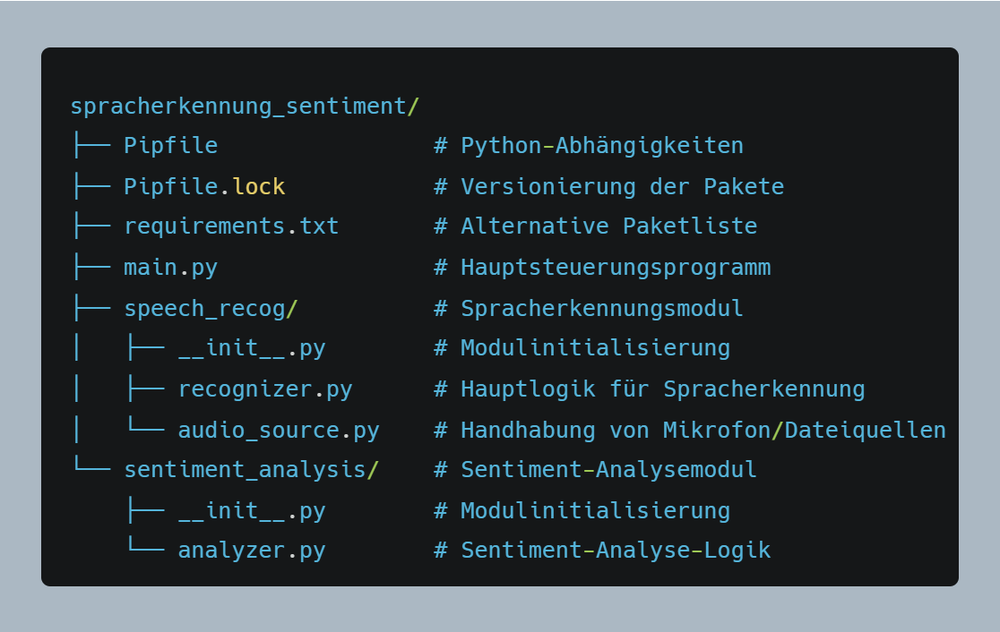 spracherkennung_sentiment/
├── Pipfile                # Python-Abhängigkeiten
├── Pipfile.lock           # Versionierung der Pakete
├── requirements.txt       # Alternative Paketliste
├── main.py                # Hauptsteuerungsprogramm
├── speech_recog/          # Spracherkennungsmodul
│   ├── __init__.py        # Modulinitialisierung
│   ├── recognizer.py      # Hauptlogik für Spracherkennung
│   └── audio_source.py    # Handhabung von Mikrofon/Dateiquellen
└── sentiment_analysis/    # Sentiment-Analysemodul
    ├── __init__.py        # Modulinitialisierung
    └── analyzer.py        # Sentiment-Analyse-Logik